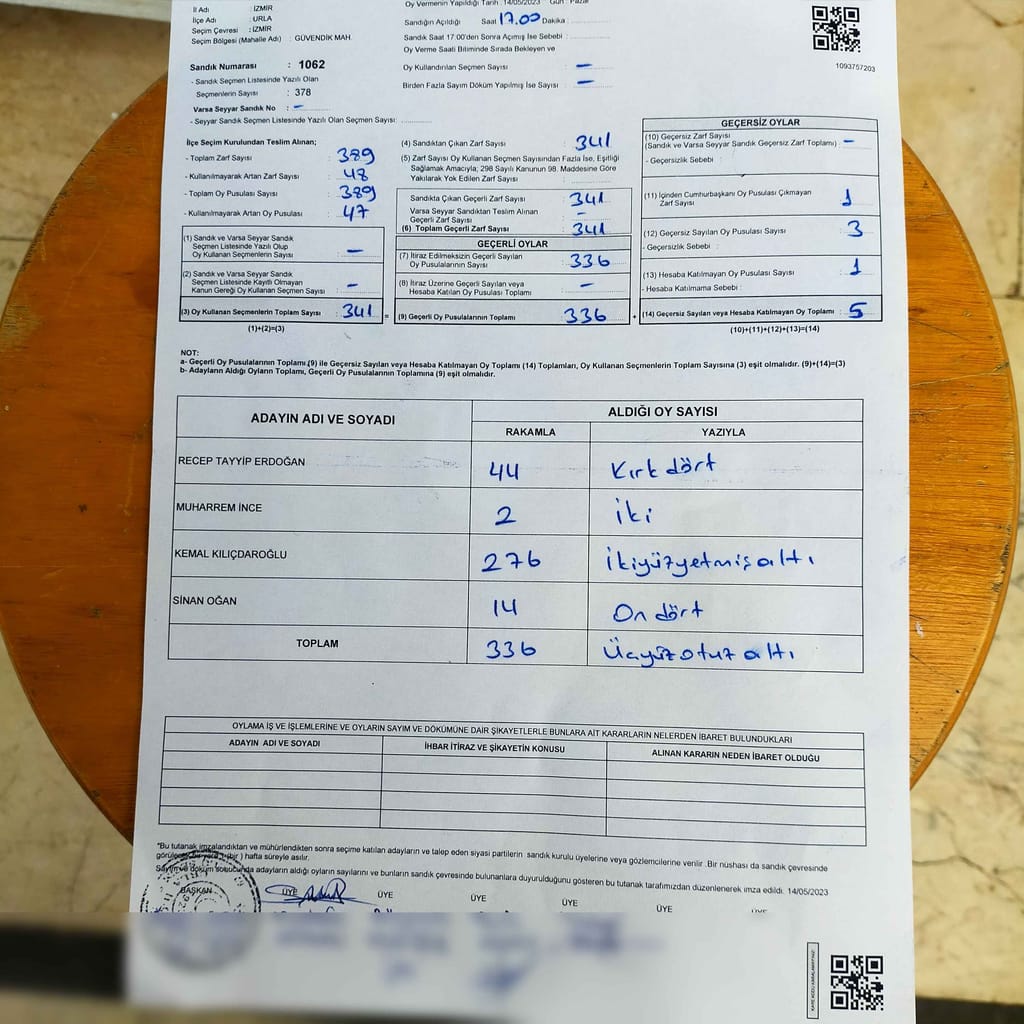 İl Adı : İZMİR
İlçe Adı : URLA
Seçim Çevresi : İZMİR
Seçim Bölgesi (Mahalle Adı) : GÜVENDİK MAH.
Sandık Numarası : 1062
- Sandık Seçmen Listesinde Yazılı Olan
Seçmenlerin Sayısı : 378
Varsa Seyyar Sandık No : -
- Seyyar Sandık Seçmen Listesinde Yazılı Olan Seçmen Sayısı:
Oy Vermenin Yapıldığı Tarih : 14/05/2023 Gün : Pazar
Sandığın Açıldığı Saat 17.00 Dakika :
Sandık Saat 17.00'den Sonra Açımış İse Sebebi :
Oy Verme Saati Bitiminde Sırada Bekleyen ve
Oy Kullandırılan Seçmen Sayısı : -
Birden Fazla Sayım Döküm Yapılmış İse Sayısı : -
1093757203
İlçe Seçim Kurulundan Teslim Alınan;
- Toplam Zarf Sayısı : 389
- Kullanılmayarak Artan Zarf Sayısı : 48
- Toplam Oy Pusulası Sayısı : 389
- Kullanılmayarak Artan Oy Pusulası : 47
(1) Sandık ve Varsa Seyyar Sandık
Seçmen Listesinde Yazılı Olup
Oy Kullanan Seçmenlerin Sayısı : -
(2) Sandık ve Varsa Seyyar Sandık
Seçmen Listesinde Kayıtlı Olmayan
Kanun Gereği Oy Kullanan Seçmen Sayısı : -
(3) Oy Kullanan Seçmenlerin Toplam Sayısı : 341 =
(1)+(2)=(3)
(4) Sandıktan Çıkan Zarf Sayısı : 341
(5) Zarf Sayısı Oy Kullanan Seçmen Sayısından Fazla İse, Eşitliği
Sağlamak Amacıyla; 298 Sayılı Kanunun 98. Maddesine Göre
Yakılarak Yok Edilen Zarf Sayısı :
Sandıkta Çıkan Geçerli Zarf Sayısı : 341
Varsa Seyyar Sandıktan Teslim Alınan
Geçerli Zarf Sayısı : -
(6) Toplam Geçerli Zarf Sayısı : 341
GEÇERLİ OYLAR
(7) İtiraz Edilmeksizin Geçerli Sayılan
Oy Pusulalarının Sayısı : 336
(8) İtiraz Üzerine Geçerli Sayılan veya
Hesaba Katılan Oy Pusulası Toplamı : -
(9) Geçerli Oy Pusulalarının Toplamı : 336 +
GEÇERSİZ OYLAR
(10) Geçersiz Zarf Sayısı
(Sandık ve Varsa Seyyar Sandık Geçersiz Zarf Toplamı) : -
- Geçersizlik Sebebi :
(11) İçinden Cumhurbaşkanı Oy Pusulası Çıkmayan
Zarf Sayısı : 1
(12) Geçersiz Sayılan Oy Pusulası Sayısı : 3
- Geçersizlik Sebebi :
(13) Hesaba Katılmayan Oy Pusulası Sayısı : 1
- Hesaba Katılmama Sebebi :
(14) Geçersiz Sayılan veya Hesaba Katılmayan Oy Toplamı : 5
(10)+(11)+(12)+(13)=(14)
NOT:
a- Geçerli Oy Pusulalarının Toplamı (9) ile Geçersiz Sayılan veya Hesaba Katılmayan Oy Toplamı (14) Toplamları, Oy Kullanan Seçmenlerin Toplam Sayısına (3) eşit olmalıdır. (9)+(14)=(3)
b- Adayların Aldığı Oyların Toplamı, Geçerli Oy Pusulalarının Toplamına (9) eşit olmalıdır.
ADAYIN ADI VE SOYADI ALDIĞI OY SAYISI
RAKAMLA YAZIYLA
RECEP TAYYİP ERDOĞAN 44 Kırk dört
MUHARREM İNCE 2 İki
KEMAL KILIÇDAROĞLU 276 İkiyüzyetmişaltı
SİNAN OĞAN 14 On dört
TOPLAM 336 Üçyüzotuzaltı
OYLAMA İŞ VE İŞLEMLERİNE VE OYLARIN SAYIM VE DÖKÜMÜNE DAİR ŞİKAYETLERLE BUNLARA AİT KARARLARIN NELERDEN İBARET BULUNDUKLARI
ADAYIN ADI VE SOYADI İHBAR İTİRAZ VE ŞİKAYETİN KONUSU ALINAN KARARIN NEDEN İBARET OLDUĞU
"Bu tutanak imzalandıktan ve mühürlendikten sonra seçime katılan adayların ve talep eden siyasi partilerin sandık kurulu üyelerine veya gözlemcilerine verilir. Bir nüshası da sandık çevresinde
görülecek bir yere 1 (bir) hafta süreyle asılır.
Sayım ve döküm sonucunda adayların aldığı oyların sayılarını ve bunların sandık çevresinde bulunanlara duyurulduğunu gösteren bu tutanak tarafımızdan düzenlenerek imza edildi. 14/05/2023
BAŞKAN ÜYE ÜYE ÜYE ÜYE ÜYE ÜYE